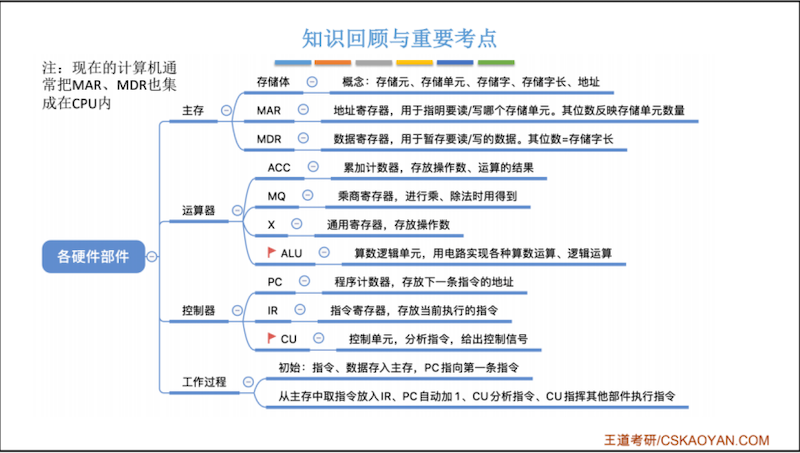 知识回顾与重要考点
注：现在的计算机通
常把MAR、MDR也集
成在CPU内
各硬件部件
主存
存储体
概念：存储元、存储单元、存储字、存储字长、地址
MAR
地址寄存器，用于指明要读/写哪个存储单元。其位数反映存储单元数量
MDR
数据寄存器，用于暂存要读/写的数据。其位数=存储字长
运算器
ACC
累加计数器，存放操作数、运算的结果
MQ
乘商寄存器，进行乘、除法时用得到
X
通用寄存器，存放操作数
ALU
算数逻辑单元，用电路实现各种算数运算、逻辑运算
控制器
PC
程序计数器，存放下一条指令的地址
IR
指令寄存器，存放当前执行的指令
CU
控制单元，分析指令，给出控制信号
工作过程
初始：指令、数据存入主存，PC指向第一条指令
从主存中取指令放入IR、PC自动加1、CU分析指令、CU指挥其他部件执行指令
王道考研/CSKAOYAN.COM